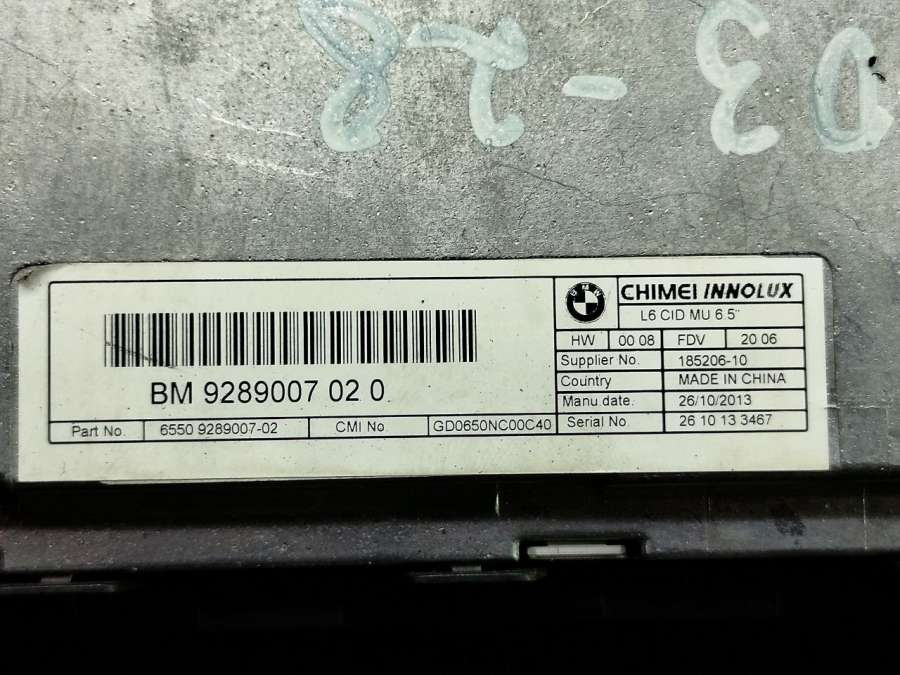 BMW
CHIMEI INNOLUX
L6 CID MU 6.5"
HW 00 08 FDV 20 06
Supplier No. 185206-10
Country MADE IN CHINA
Manu.date. 26/10/2013
Serial No. 26 10 13 3467
BM 9289007 02 0
Part No. 6550 9289007-02 CMI No. GD0650NC00C40